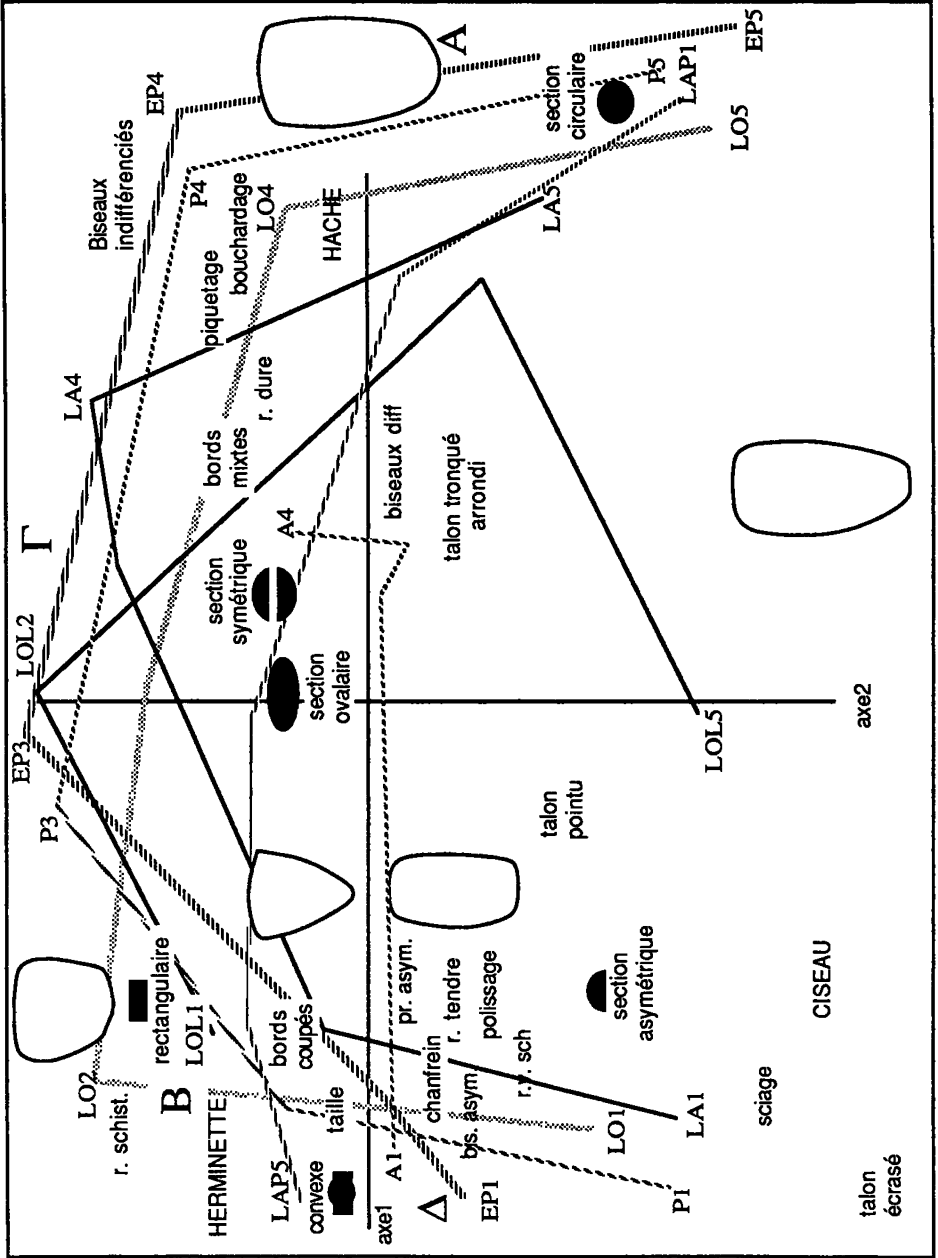 EP4
A
section
circulaire
P5
LAP1
EP5
Biseaux
indifférenciés
P4
LO4
LO5
piquetage
bouchardage
HACHE
LA5
LA4
r. dure
bords
mixtes
biseaux diff
talon tronqué
arrondi
A4
Γ
section
symétrique
LOL2
section
ovalaire
axe2
LOL5
EP3
P3
talon
pointu
rectangulaire
LOL1
bords
coupés
pr. asym.
r. tendre
polissage
section
asymétrique
CISEAU
LO2
r. schist.
B
HERMINETTE
taille
chanfrein
bs. asym.
r.v. sch
LO1
LA1
sciage
LAP5
convexe
axe1
A1
Δ
EP1
P1
talon
écrasé